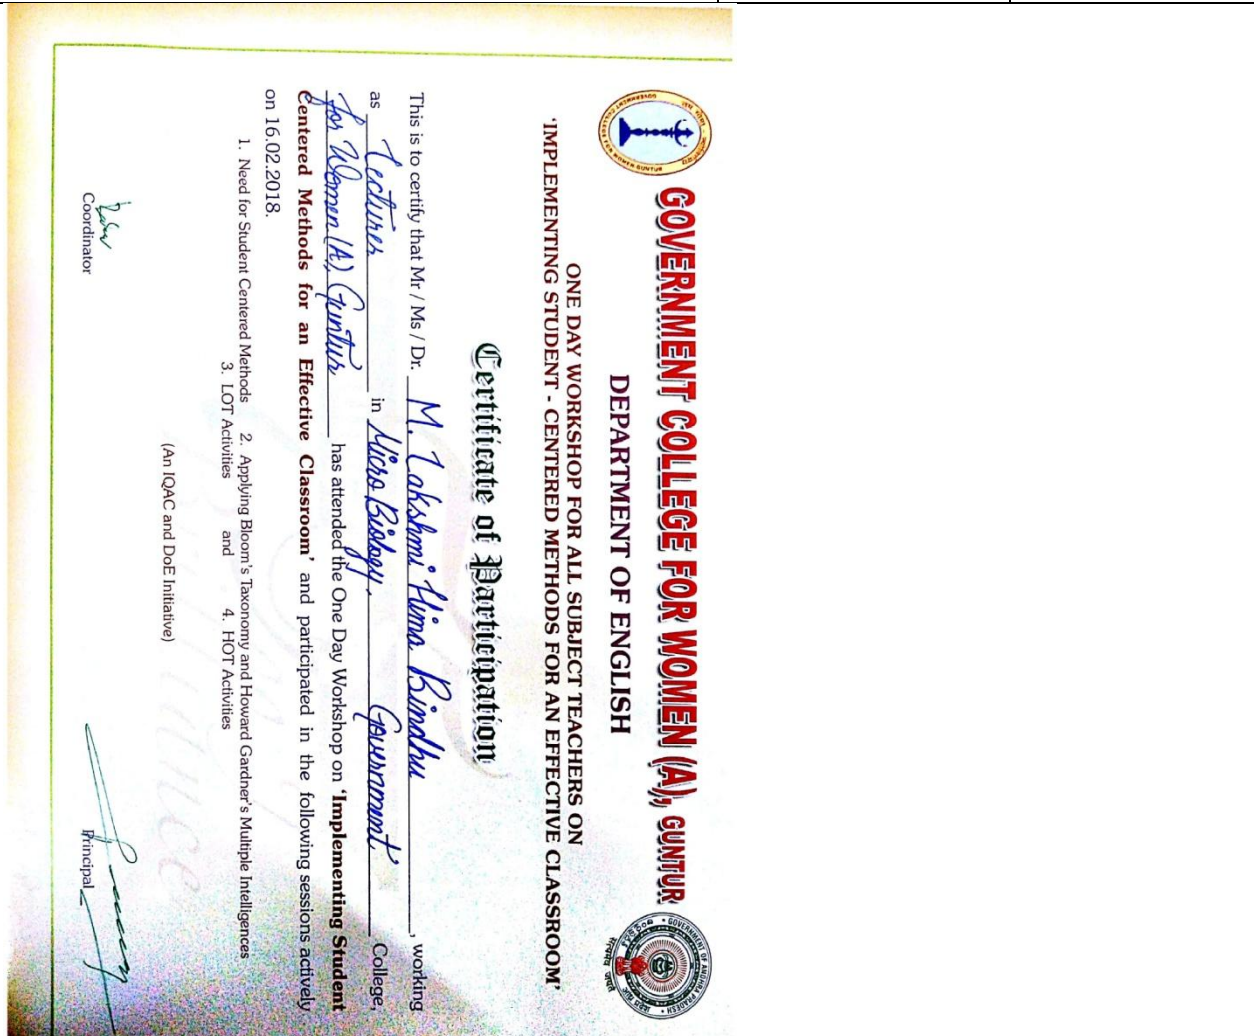 GOVERNMENT COLLEGE FOR WOMEN (A), GUNTUR
DEPARTMENT OF ENGLISH
ONE DAY WORKSHOP FOR ALL SUBJECT TEACHERS ON
'IMPLEMENTING STUDENT - CENTERED METHODS FOR AN EFFECTIVE CLASSROOM'
Certificate of Participation
This is to certify that Mr / Ms / Dr. M. Lakshmi Hima Bindhu, working
as Lecturer in Micro Biology, Government College,
for Women (A), Guntur has attended the One Day Workshop on 'Implementing Student
Centered Methods for an Effective Classroom' and participated in the following sessions actively
on 16.02.2018.
1. Need for Student Centered Methods 2. Applying Bloom's Taxonomy and Howard Gardner's Multiple Intelligences
3. LOT Activities and 4. HOT Activities
(An IQAC and DoE Initiative)
Coordinator Principal